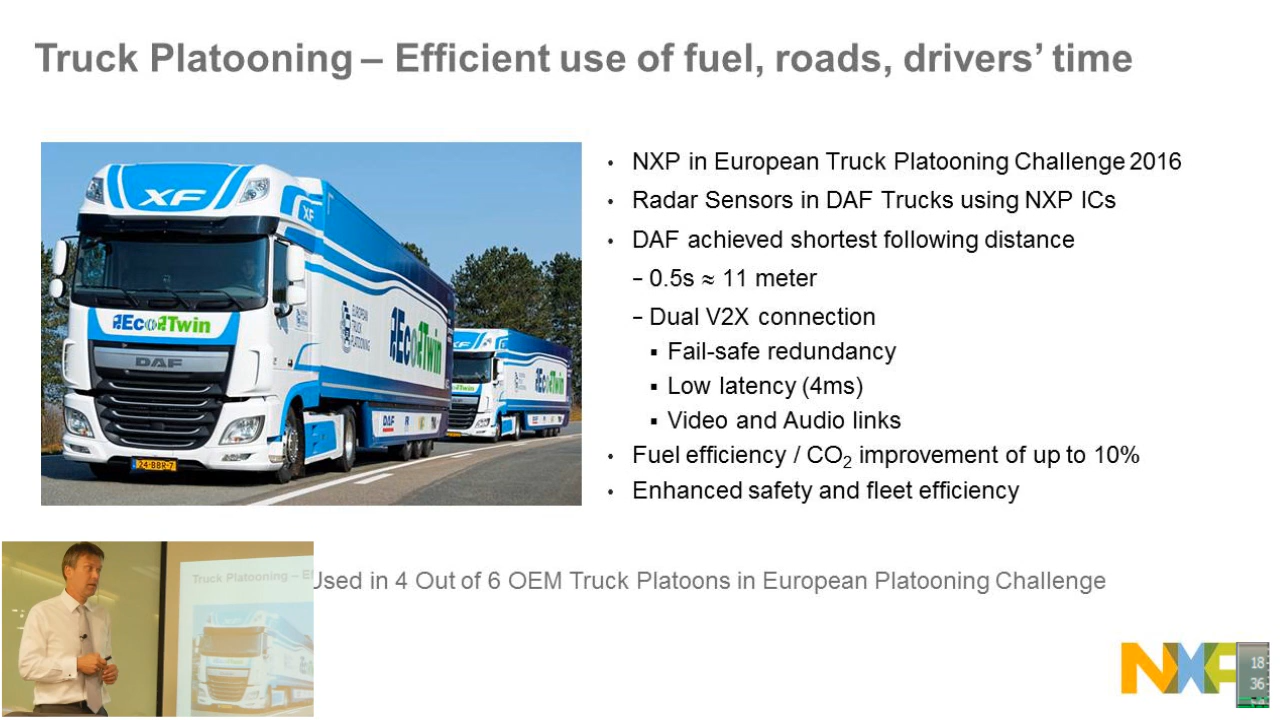 Truck Platooning – Efficient use of fuel, roads, drivers’ time
XF
XF
EcoTwin
DAF
24-BBR-7
EUROPEAN
TRUCK
PLATOONING
EcoTwin
DAF
EcoTwin
• NXP in European Truck Platooning Challenge 2016
• Radar Sensors in DAF Trucks using NXP ICs
• DAF achieved shortest following distance
– 0.5s ≈ 11 meter
– Dual V2X connection
▪ Fail-safe redundancy
▪ Low latency (4ms)
▪ Video and Audio links
• Fuel efficiency / CO₂ improvement of up to 10%
• Enhanced safety and fleet efficiency
Truck Platooning – E
Used in 4 Out of 6 OEM Truck Platoons in European Platooning Challenge
NXP
18
36